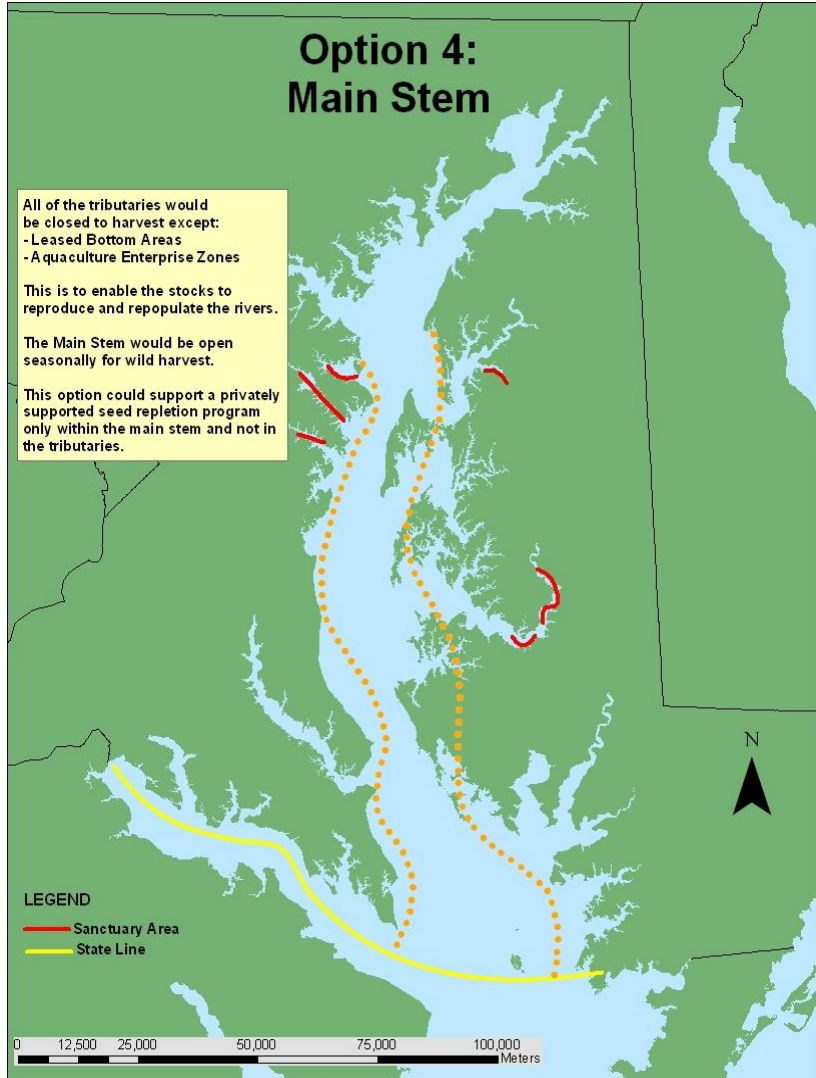 Option 4:
Main Stem
All of the tributaries would
be closed to harvest except:
- Leased Bottom Areas
- Aquaculture Enterprise Zones
This is to enable the stocks to
reproduce and repopulate the rivers.
The Main Stem would be open
seasonally for wild harvest.
This option could support a privately
supported seed repletion program
only within the main stem and not in
the tributaries.
N
LEGEND
Sanctuary Area
State Line
0 12,500 25,000 50,000 75,000 100,000
Meters